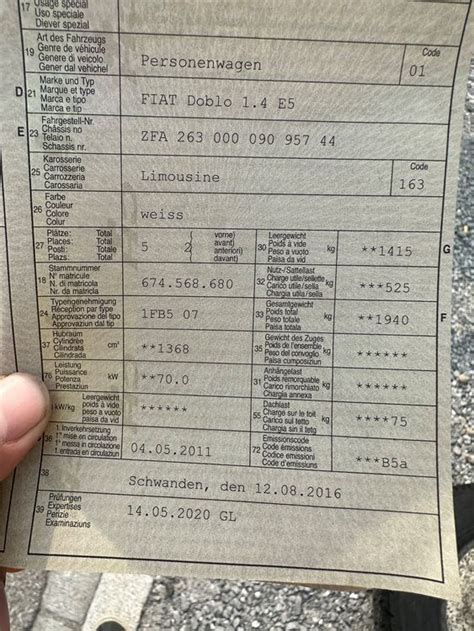 17 Usage spécial
Uso speciale
Diever spezial
19 Art des Fahrzeugs
Genre de véhicule
Genere di veicolo
Gener dal vichel
Personenwagen
Code
01
D 21 Marke und Typ
Marque et type
Marca e tipo
Marca e tip
FIAT Doblo 1.4 E5
E 23 Fahrgestell-Nr.
Châssis no
Telaio n.
Schassis nr.
ZFA 263 000 090 957 44
25 Karosserie
Carrosserie
Carrozzeria
Carossaria
Limousine
Code
163
26 Farbe
Couleur
Colore
Colur
weiss
27 Plätze: Total
Places: Total
Posti: Totale
Plazs: Total
5 2
vorne)
avant)
anteriori)
davant)
30 Leergewicht
Poids à vide
Peso a vuoto
Paisa da vid
kg
**1415
G
18 Stammnummer
N° matricule
N. di matricola
N. da matricla
674.568.680
32 Nutz-/Sattellast
Charge utile/sellette
Carico utile/sella
Chargia utila/sella
kg
***525
24 Typengenehmigung
Réception par type
Approvazione del tipo
Approvaziun dal tip
1FB5 07
33 Gesamtgewicht
Poids total
Peso totale
Paisa totala
kg
**1940
F
37 Hubraum
Cylindrée
Cilindrata
Cilindrada
cm³
**1368
35 Gewicht des Zuges
Poids de l'ensemble
Peso del convoglio
Paisa cumposiziun
kg
******
76 Leistung
Puissance
Potenza
Prestaziun
kW
**70.0
31 Anhängelast
Poids remorquable
Carico rimorchiato
Chargia annexa
kg
******
kW/kg
Leergewicht
poids à vide
peso a vuoto
paisa da vid
******
55 Dachlast
Charge sur le toit
Carico sul tetto
Chargia sin il tetg
kg
****75
36 1. Inverkehrsetzung
1re mise en circulation
1a messa in circolazione
1. entrada en circulaziun
04.05.2011
72 Emissionscode
Code émissions
Codice emissioni
Code d'emissiuns
***B5a
38
Schwanden, den 12.08.2016
39 Prüfungen
Expertises
Perizie
Examinaziuns
14.05.2020 GL